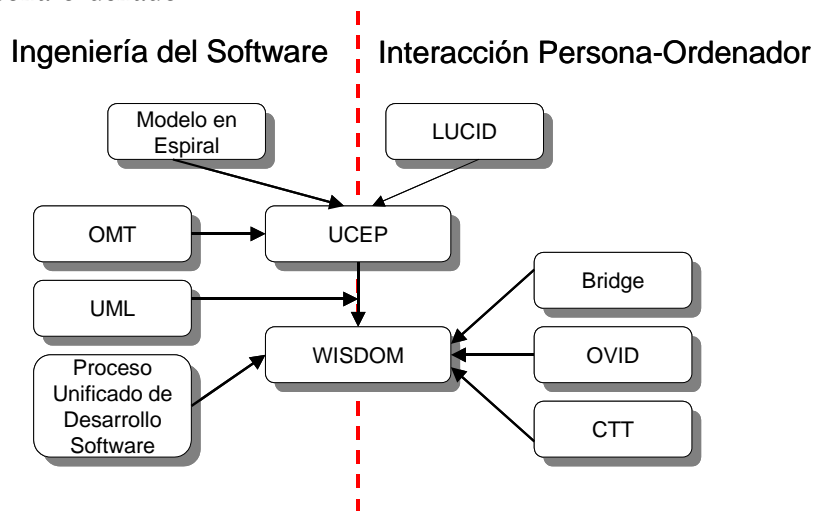 Ingeniería del Software
Interacción Persona-Ordenador
Modelo en
Espiral
LUCID
OMT
UCEP
UML
Bridge
WISDOM
OVID
Proceso
Unificado de
Desarrollo
Software
CTT